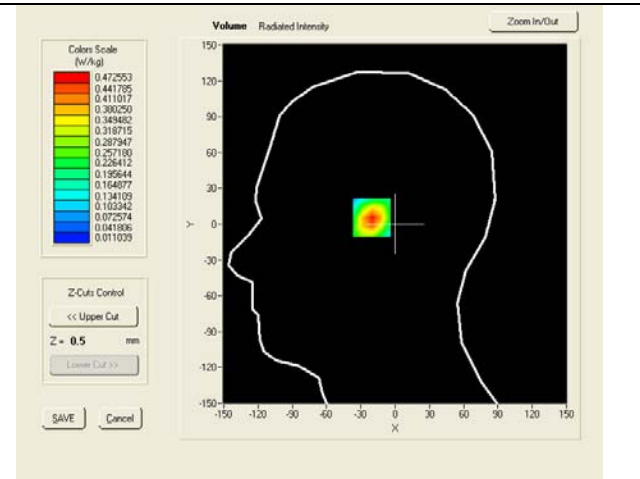 Volume Radiated Intensity
Zoom In/Out
Colors Scale
(W/kg)
0.472553
0.441785
0.411017
0.380250
0.349482
0.318715
0.287947
0.257180
0.226412
0.195644
0.164877
0.134109
0.103342
0.072574
0.041806
0.011039
Z-Cuts Control
<< Upper Cut
Z = 0.5 mm
Lower Cut >>
SAVE Cancel
150
120
90
60
30
0
-30
-60
-90
-120
-150
Y
-150 -120 -90 -60 -30 0 30 60 90 120 150
X